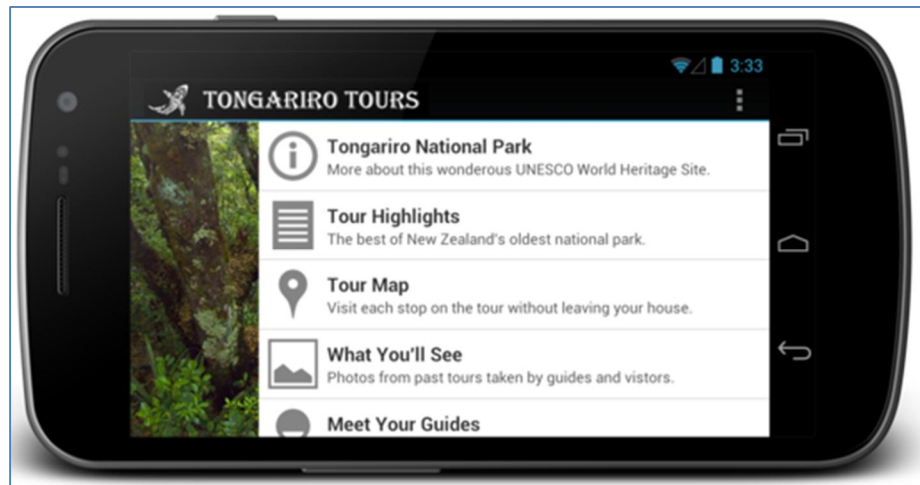 3:33
TONGARIRO TOURS
Tongariro National Park
More about this wonderous UNESCO World Heritage Site.
Tour Highlights
The best of New Zealand's oldest national park.
Tour Map
Visit each stop on the tour without leaving your house.
What You'll See
Photos from past tours taken by guides and vistors.
Meet Your Guides